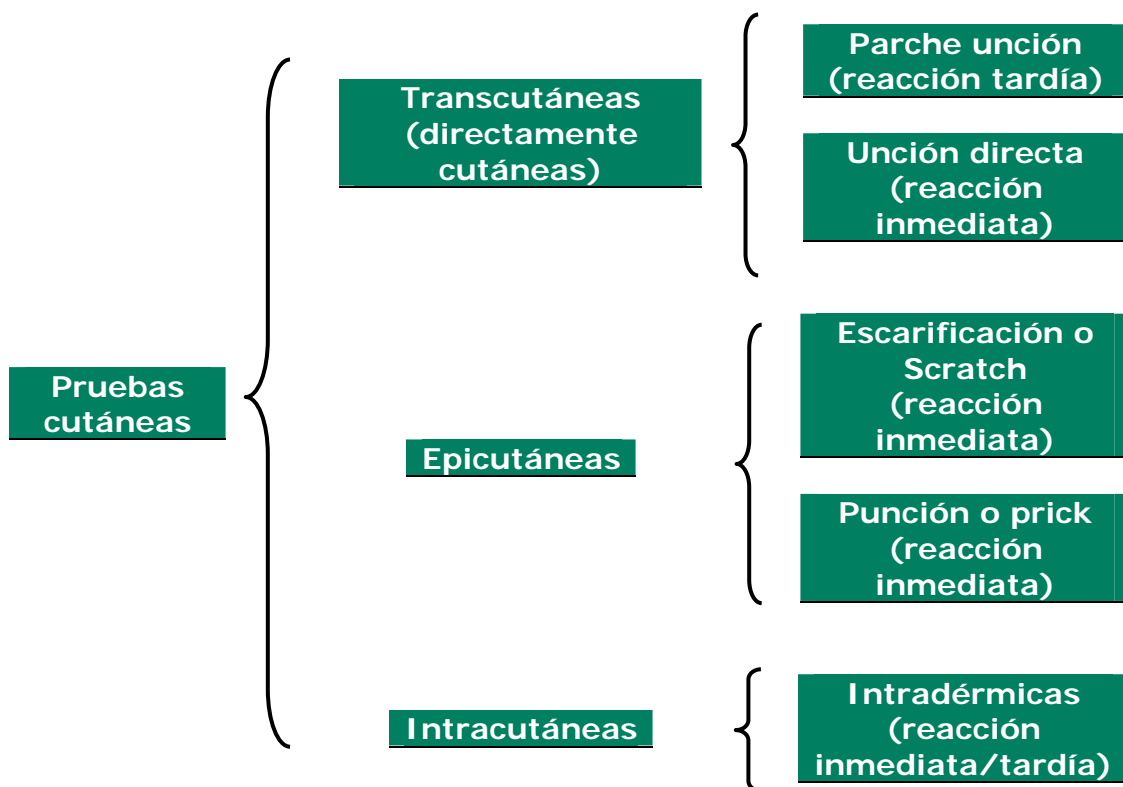 Pruebas
cutáneas
Transcutáneas
(directamente
cutáneas)
Parche unción
(reacción tardía)
Unción directa
(reacción
inmediata)
Epicutáneas
Escarificación o
Scratch
(reacción
inmediata)
Punción o prick
(reacción
inmediata)
Intracutáneas
Intradérmicas
(reacción
inmediata/tardía)